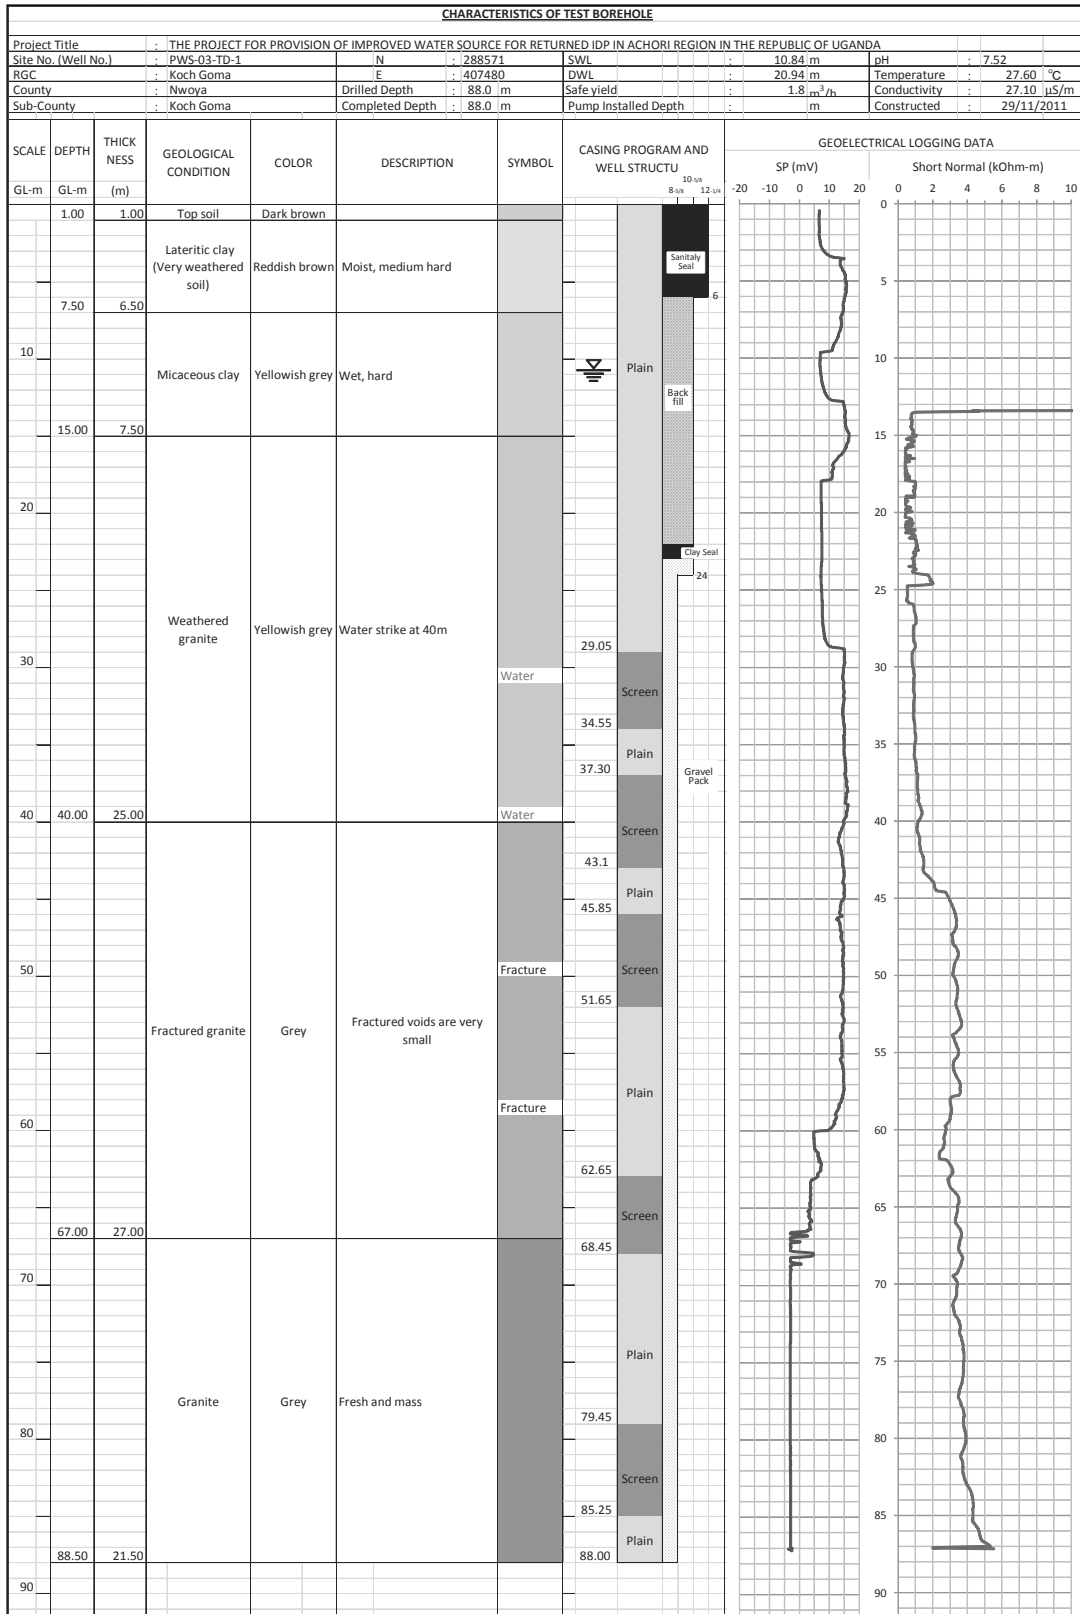 CHARACTERISTICS OF TEST BOREHOLE
Project Title : THE PROJECT FOR PROVISION OF IMPROVED WATER SOURCE FOR RETURNED IDP IN ACHORI REGION IN THE REPUBLIC OF UGANDA
Site No. (Well No.) : PWS-03-TD-1 N : 288571 SWL : 10.84 m pH : 7.52
RGC : Koch Goma E : 407480 DWL : 20.94 m Temperature : 27.60 ℃
County : Nwoya Drilled Depth : 88.0 m Safe yield : 1.8 m³/h Conductivity : 27.10 μS/m
Sub-County : Koch Goma Completed Depth : 88.0 m Pump Installed Depth : m Constructed : 29/11/2011
SCALE DEPTH THICK NESS GEOLOGICAL CONDITION COLOR DESCRIPTION SYMBOL CASING PROGRAM AND WELL STRUCTU GEOELECTRICAL LOGGING DATA
SP (mV) Short Normal (kOhm-m)
GL-m GL-m (m) 8-5/8 10-5/8 12-1/4 -20 -10 0 10 20 0 2 4 6 8 10
0
1.00 1.00 Top soil Dark brown
Lateritic clay
(Very weathered Reddish brown Moist, medium hard
soil)
Sanitaly
Seal
5
7.50 6.50 6
10 10
Micaceous clay Yellowish grey Wet, hard Plain
Back
fill
15.00 7.50 15
20 20
Clay Seal
24
25
Weathered
granite Yellowish grey Water strike at 40m
29.05
30 Water 30
Screen
34.55
35
Plain
37.30
Gravel
Pack
40 40.00 25.00 Water 40
Screen
43.1
Plain
45
45.85
50 Fracture Screen 50
51.65
Fractured granite Grey Fractured voids are very
small
55
Plain
Fracture
60 60
62.65
65
Screen
67.00 27.00
68.45
70 70
Plain
75
Granite Grey Fresh and mass
79.45
80 80
Screen
85.25
85
Plain
88.50 21.50 88.00
90 90